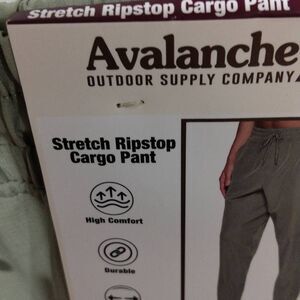 Stretch Ripstop Cargo Pant
Avalanche
OUTDOOR SUPPLY COMPANY
Stretch Ripstop
Cargo Pant
High Comfort
Durable